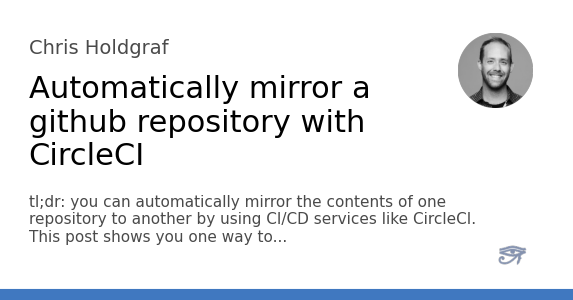 Chris Holdgraf
Automatically mirror a
github repository with
CircleCI
tl;dr: you can automatically mirror the contents of one
repository to another by using CI/CD services like CircleCI.
This post shows you one way to...